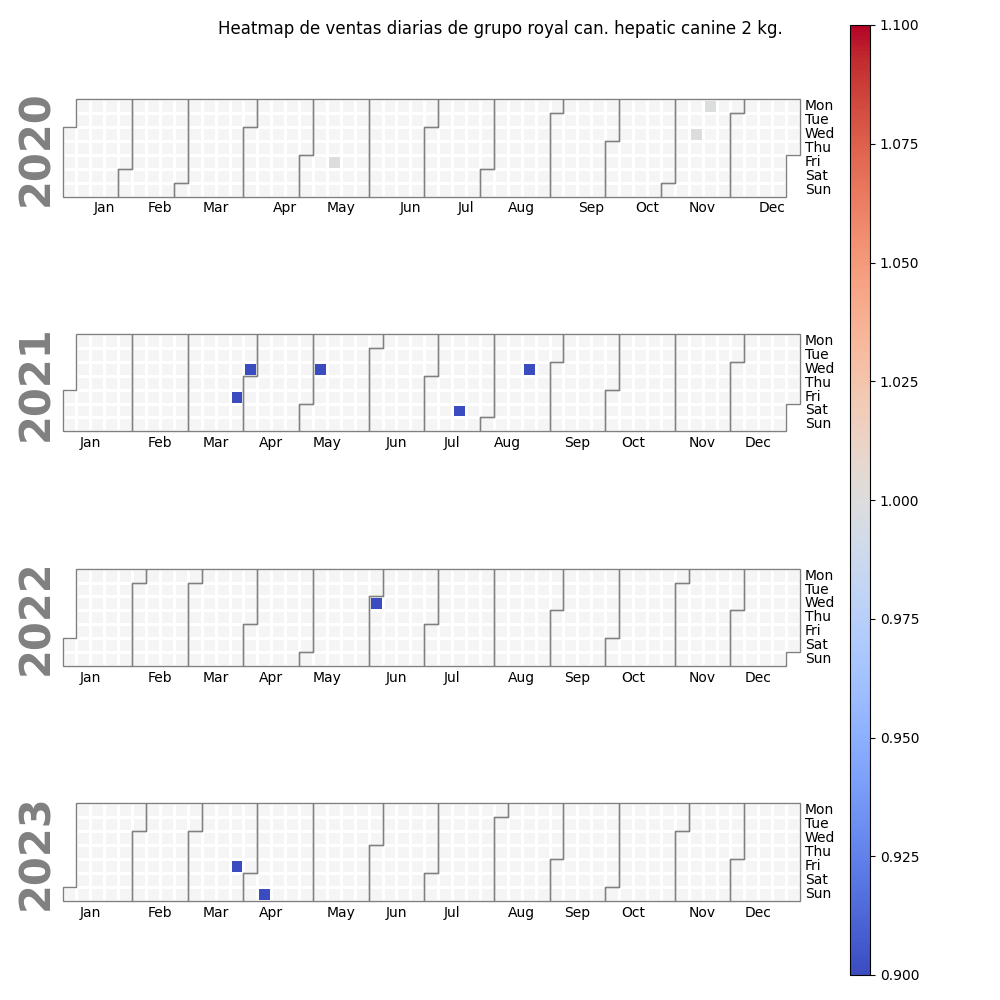 Heatmap de ventas diarias de grupo royal can. hepatic canine 2 kg.
2020
Mon
Tue
Wed
Thu
Fri
Sat
Sun
Jan Feb Mar Apr May Jun Jul Aug Sep Oct Nov Dec
2021
Mon
Tue
Wed
Thu
Fri
Sat
Sun
Jan Feb Mar Apr May Jun Jul Aug Sep Oct Nov Dec
2022
Mon
Tue
Wed
Thu
Fri
Sat
Sun
Jan Feb Mar Apr May Jun Jul Aug Sep Oct Nov Dec
2023
Mon
Tue
Wed
Thu
Fri
Sat
Sun
Jan Feb Mar Apr May Jun Jul Aug Sep Oct Nov Dec
1.100
1.075
1.050
1.025
1.000
0.975
0.950
0.925
0.900